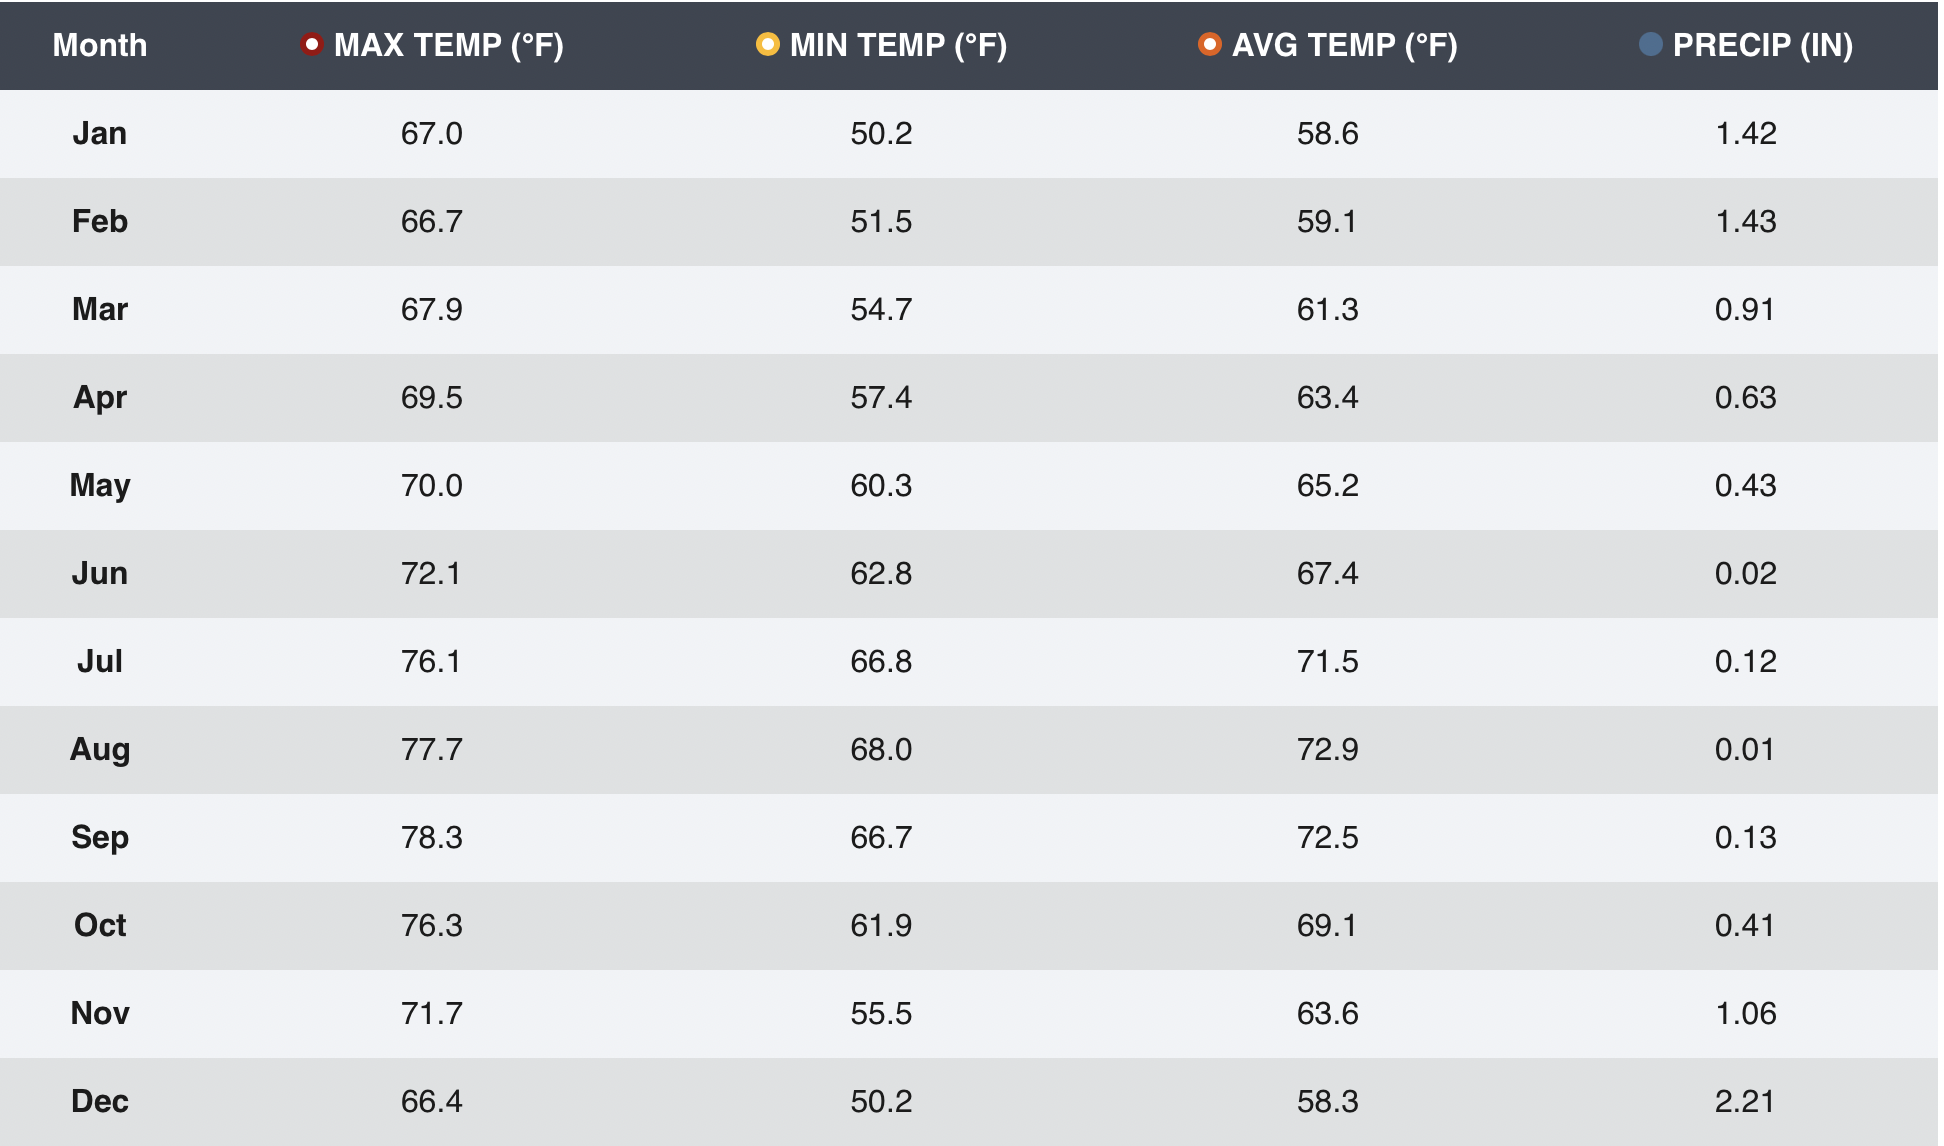 Month MAX TEMP (°F) MIN TEMP (°F) AVG TEMP (°F) PRECIP (IN)
Jan 67.0 50.2 58.6 1.42
Feb 66.7 51.5 59.1 1.43
Mar 67.9 54.7 61.3 0.91
Apr 69.5 57.4 63.4 0.63
May 70.0 60.3 65.2 0.43
Jun 72.1 62.8 67.4 0.02
Jul 76.1 66.8 71.5 0.12
Aug 77.7 68.0 72.9 0.01
Sep 78.3 66.7 72.5 0.13
Oct 76.3 61.9 69.1 0.41
Nov 71.7 55.5 63.6 1.06
Dec 66.4 50.2 58.3 2.21